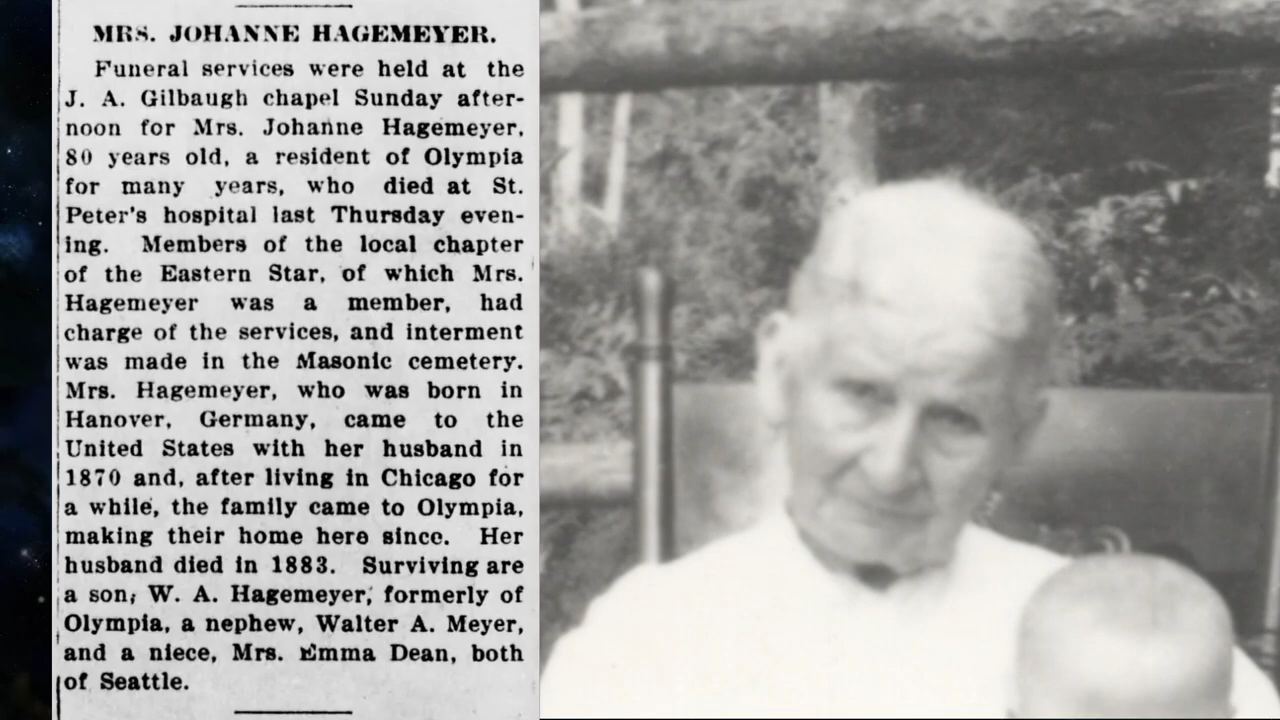 MRS. JOHANNE HAGEMEYER.
Funeral services were held at the
J. A. Gilbaugh chapel Sunday after-
noon for Mrs. Johanne Hagemeyer,
80 years old, a resident of Olympia
for many years, who died at St.
Peter's hospital last Thursday even-
ing. Members of the local chapter
of the Eastern Star, of which Mrs.
Hagemeyer was a member, had
charge of the services, and interment
was made in the Masonic cemetery.
Mrs. Hagemeyer, who was born in
Hanover, Germany, came to the
United States with her husband in
1870 and, after living in Chicago for
a while, the family came to Olympia,
making their home here since. Her
husband died in 1883. Surviving are
a son, W. A. Hagemeyer, formerly of
Olympia, a nephew, Walter A. Meyer,
and a niece, Mrs. Emma Dean, both
of Seattle.